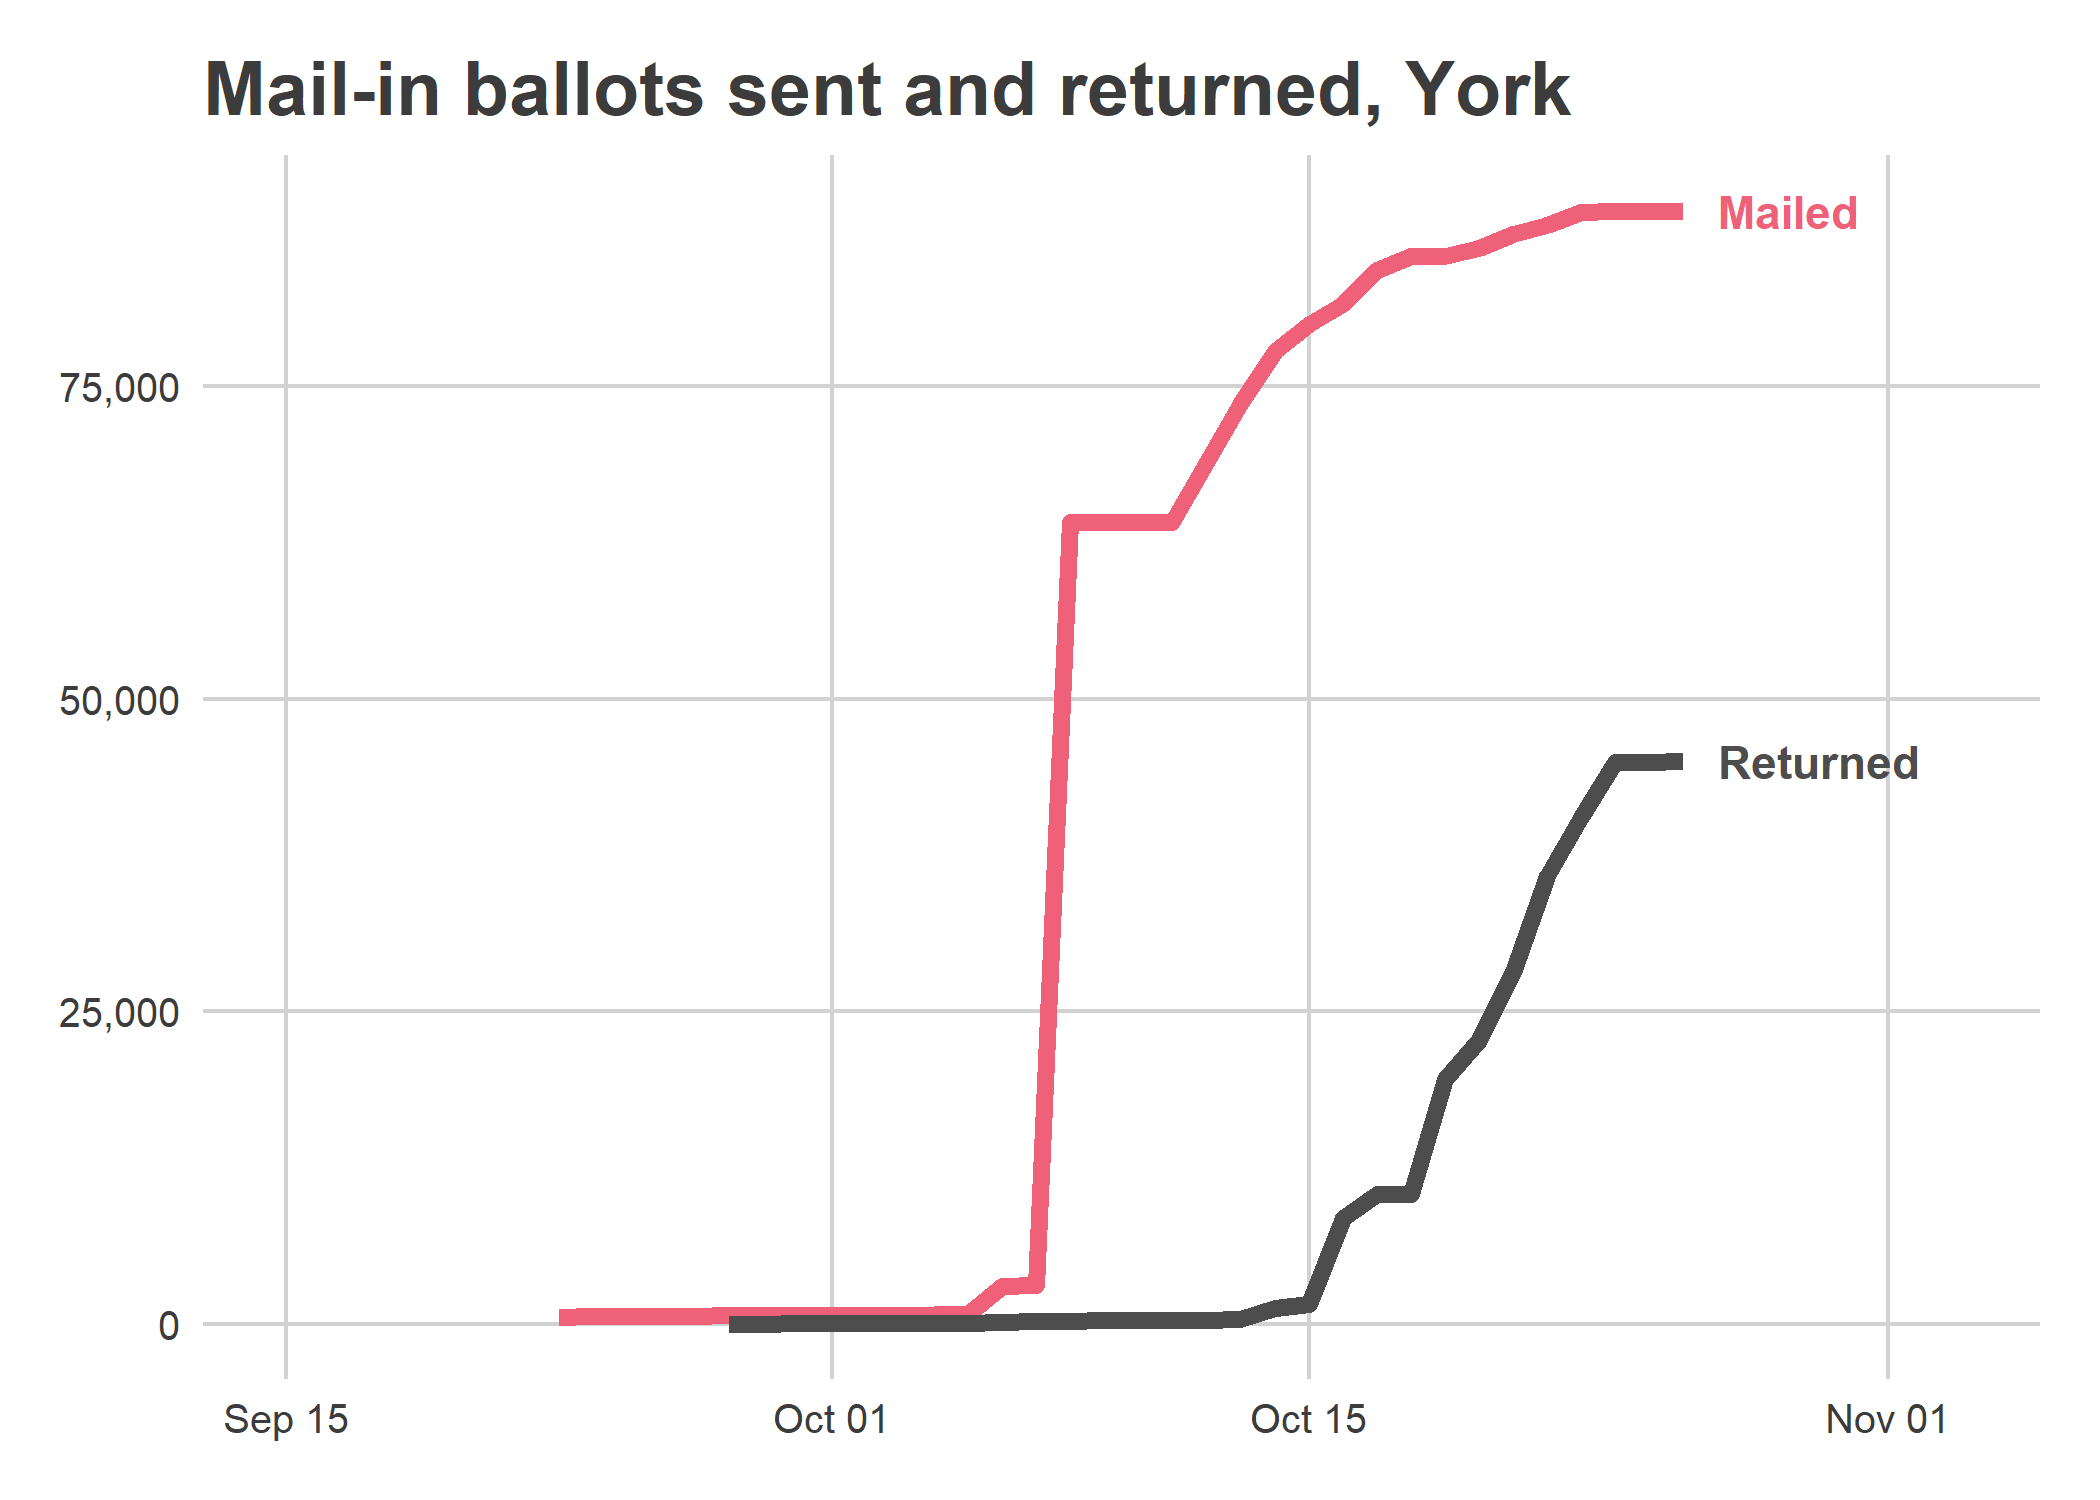 Mail-in ballots sent and returned, York
Mailed
75,000
50,000
Returned
25,000
0
Sep 15
Oct 01
Oct 15
Nov 01